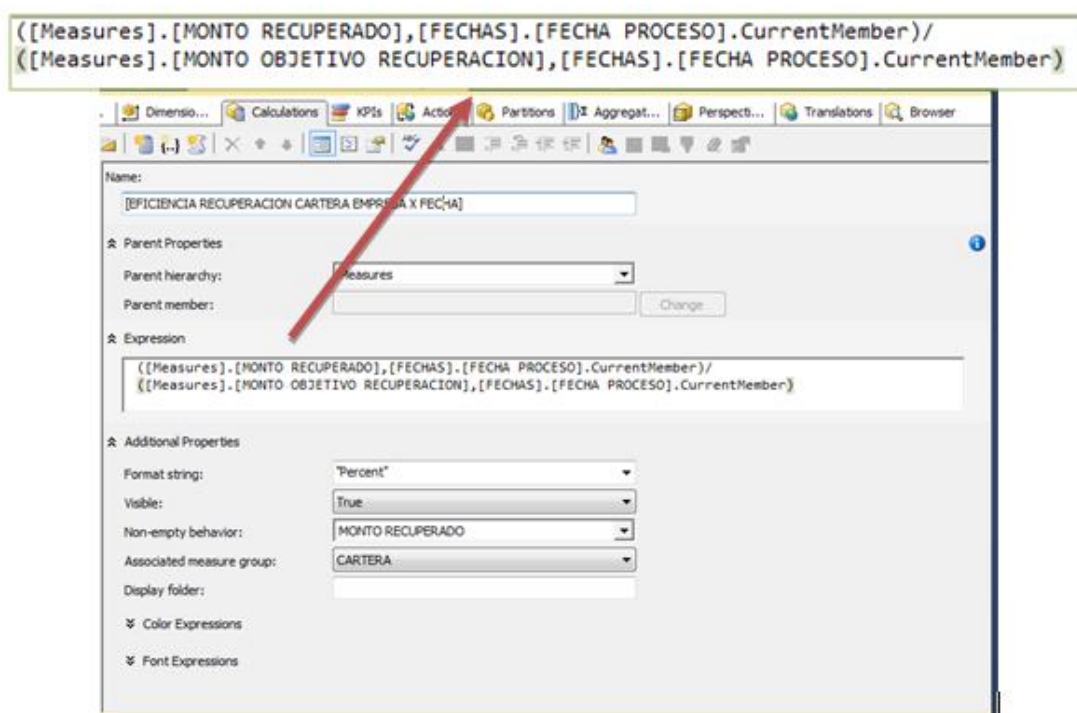 ([Measures].[MONTO RECUPERADO],[FECHAS].[FECHA PROCESO].CurrentMember)/
([Measures].[MONTO OBJETIVO RECUPERACION],[FECHAS].[FECHA PROCESO].CurrentMember)
Dimensio... Calculations KPIs Partitions Aggregat... Perspecti... Translations Browser
Name:
[EFICIENCIA RECUPERACION CARTERA EMPRESA X FECHA]
Parent Properties
Parent hierarchy: Measures
Parent member: Change
Expression
([Measures].[MONTO RECUPERADO],[FECHAS].[FECHA PROCESO].CurrentMember)/
([Measures].[MONTO OBJETIVO RECUPERACION],[FECHAS].[FECHA PROCESO].CurrentMember)
Additional Properties
Format string: "Percent"
Visible: True
Non-empty behavior: MONTO RECUPERADO
Associated measure group: CARTERA
Display folder:
Color Expressions
Font Expressions